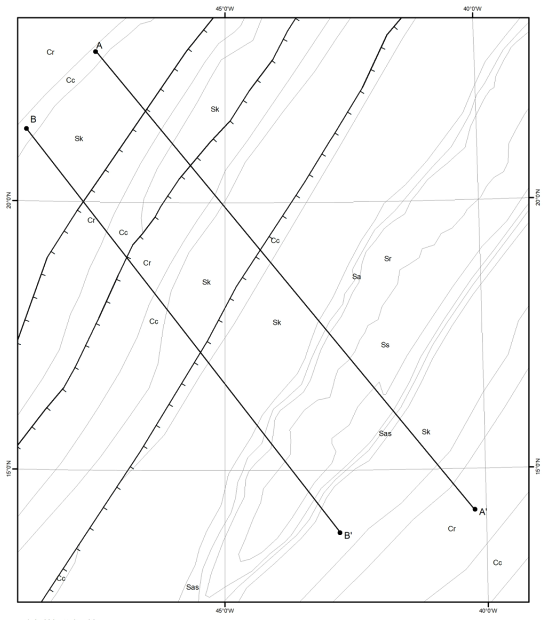 45°0'W
40°0'W
Cr
A
Cc
Sk
B
Sk
20°0'N
20°0'N
Cr
Cc
Cc
Cr
Sr
Sa
Sk
Cc
Sk
Ss
Sas
Sk
15°0'N
15°0'N
A'
Cr
B'
Cc
Cc
Sas
45°0'W
40°0'W